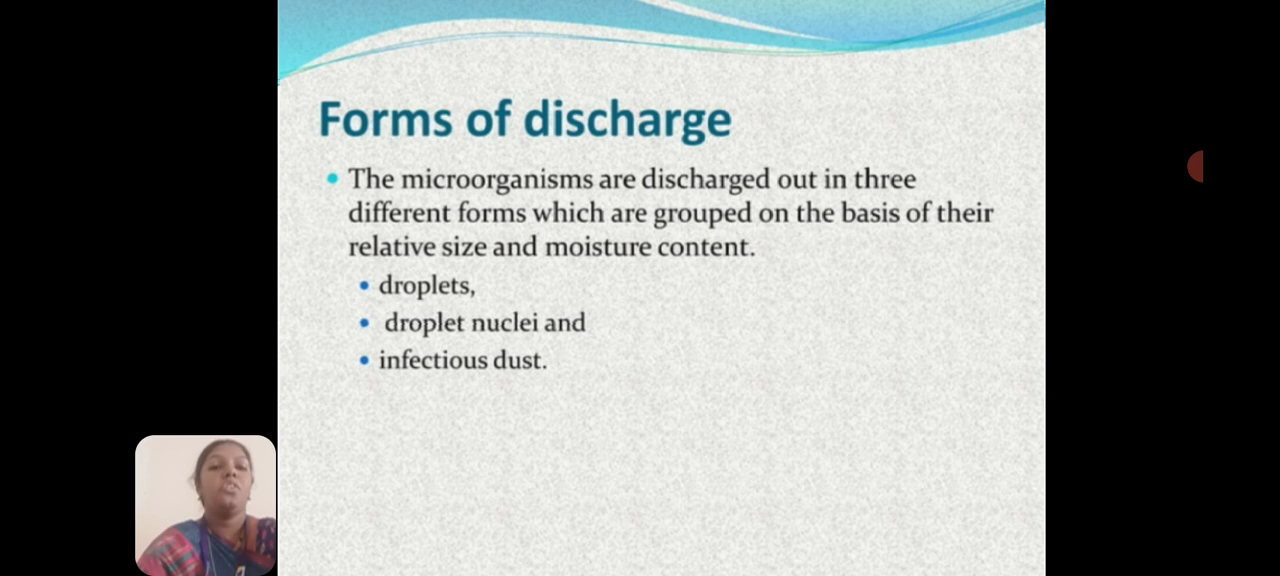 Forms of discharge
• The microorganisms are discharged out in three
different forms which are grouped on the basis of their
relative size and moisture content.
• droplets,
• droplet nuclei and
• infectious dust.